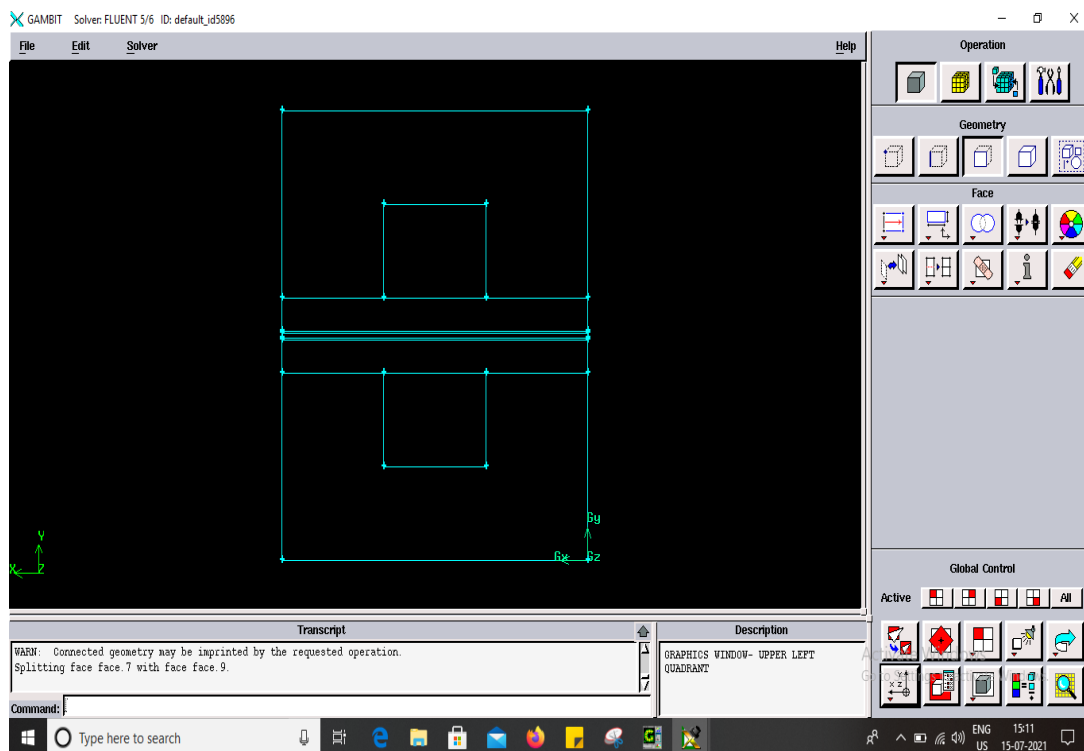 GAMBIT Solver: FLUENT 5/6 ID: default_id5896
File Edit Solver Help
Operation
Geometry
Face
Gy
Gx Gz
Y
X Z
Global Control
Active All
Transcript
WARN: Connected geometry may be imprinted by the requested operation.
Splitting face face.7 with face face.9.
Command:
Description
GRAPHICS WINDOW- UPPER LEFT
QUADRANT
Type here to search
ENG
US
15:11
15-07-2021